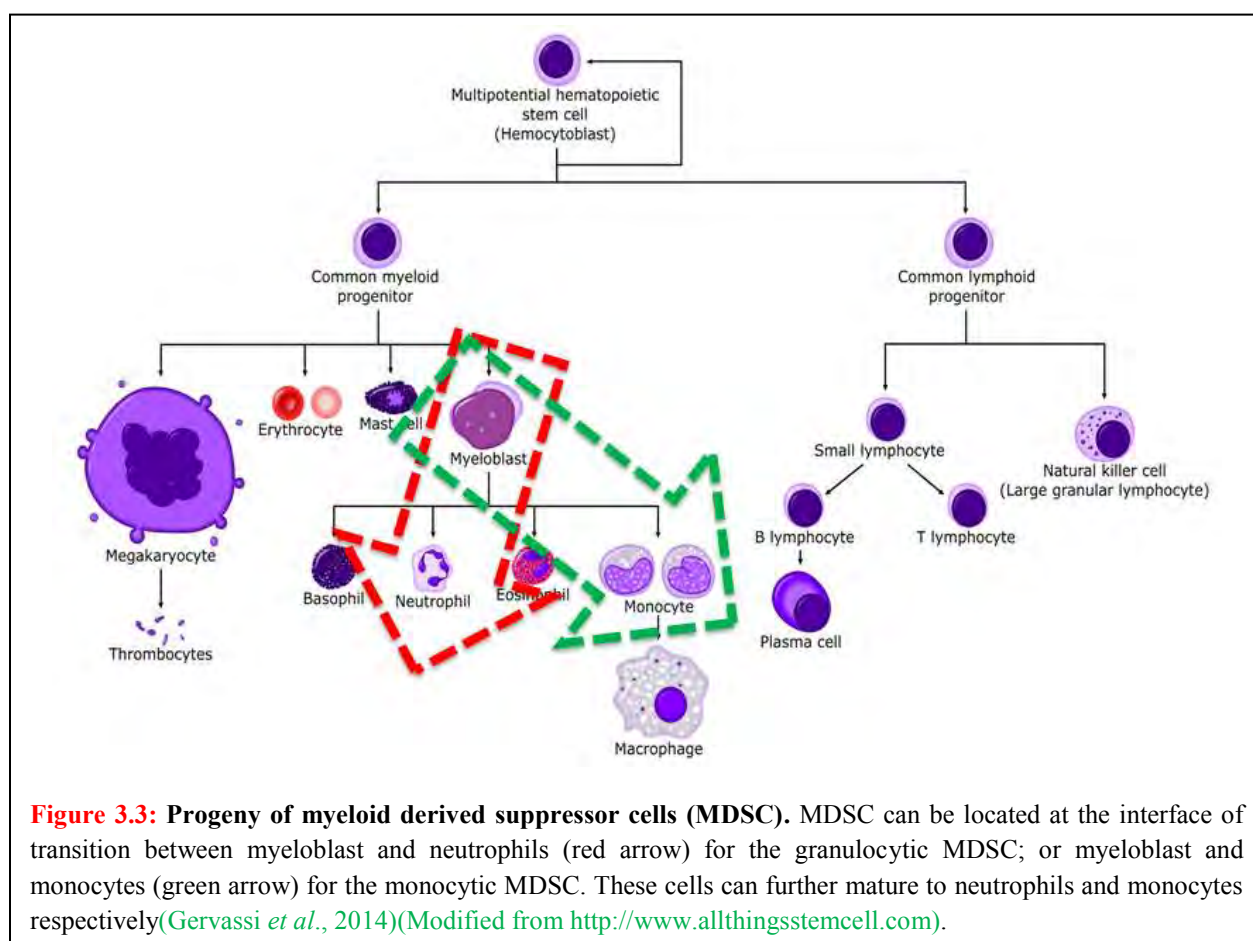 Multipotential hematopoietic
stem cell
(Hemocytoblast)
Common myeloid
progenitor
Common lymphoid
progenitor
Erythrocyte
Mast cell
Myeloblast
Small lymphocyte
Natural killer cell
(Large granular lymphocyte)
Megakaryocyte
Basophil
Neutrophil
Eosinophil
Monocyte
B lymphocyte
T lymphocyte
Thrombocytes
Plasma cell
Macrophage
Figure 3.3: Progeny of myeloid derived suppressor cells (MDSC). MDSC can be located at the interface of
transition between myeloblast and neutrophils (red arrow) for the granulocytic MDSC; or myeloblast and
monocytes (green arrow) for the monocytic MDSC. These cells can further mature to neutrophils and monocytes
respectively(Gervassi et al., 2014)(Modified from http://www.allthingsstemcell.com).